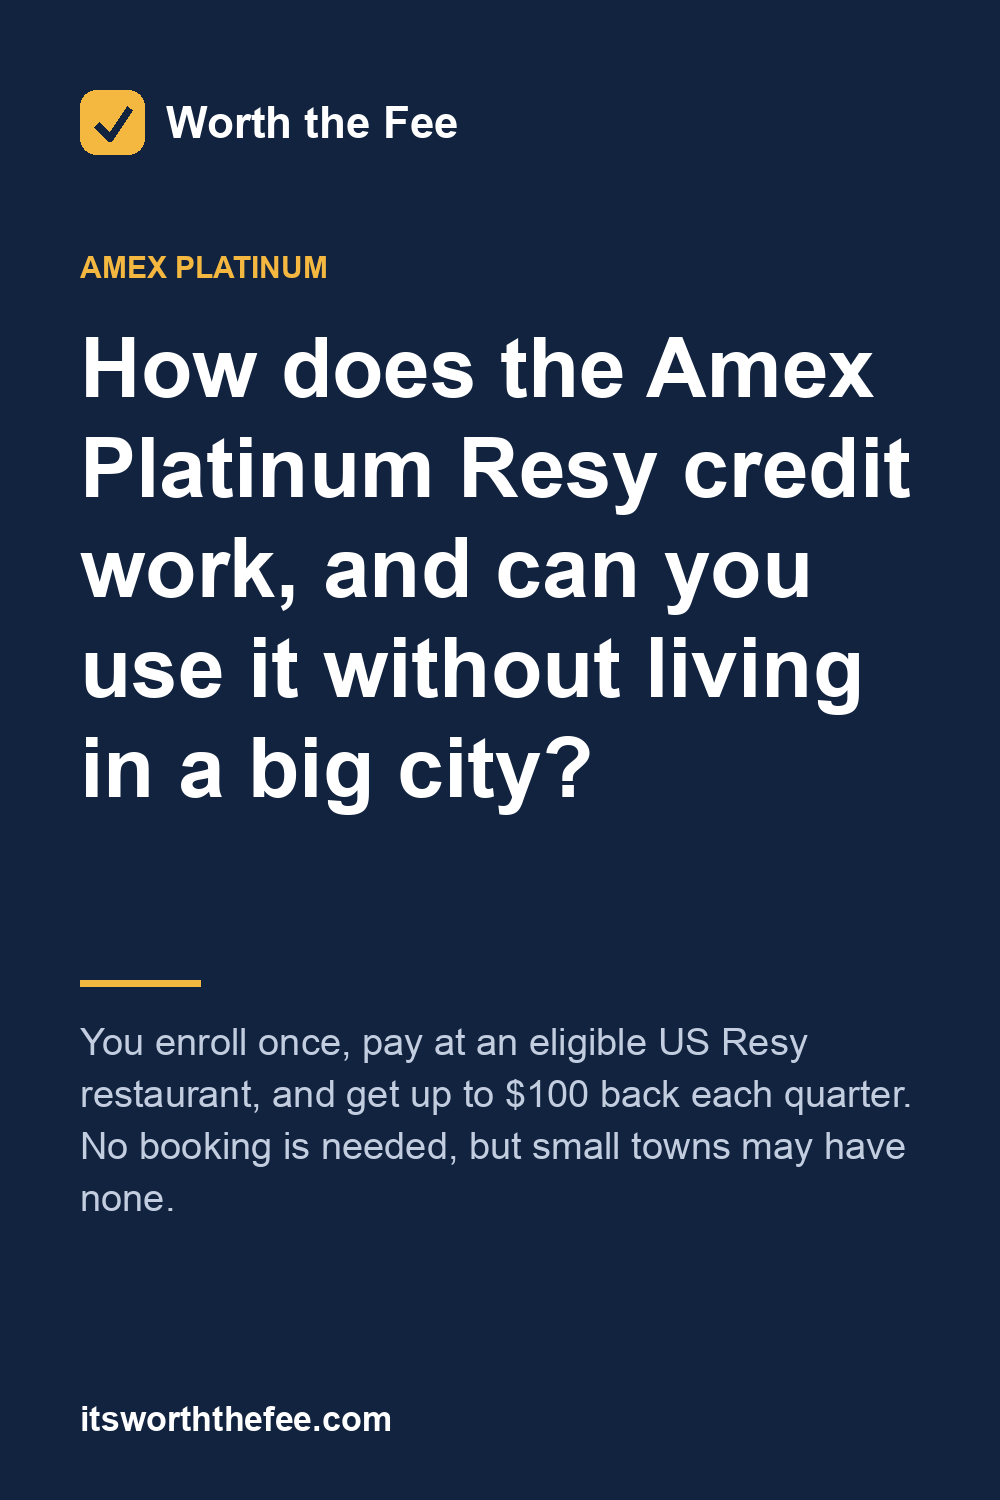 Worth the Fee
AMEX PLATINUM
How does the Amex
Platinum Resy credit
work, and can you
use it without living
in a big city?
You enroll once, pay at an eligible US Resy
restaurant, and get up to $100 back each quarter.
No booking is needed, but small towns may have
none.
itsworththefee.com